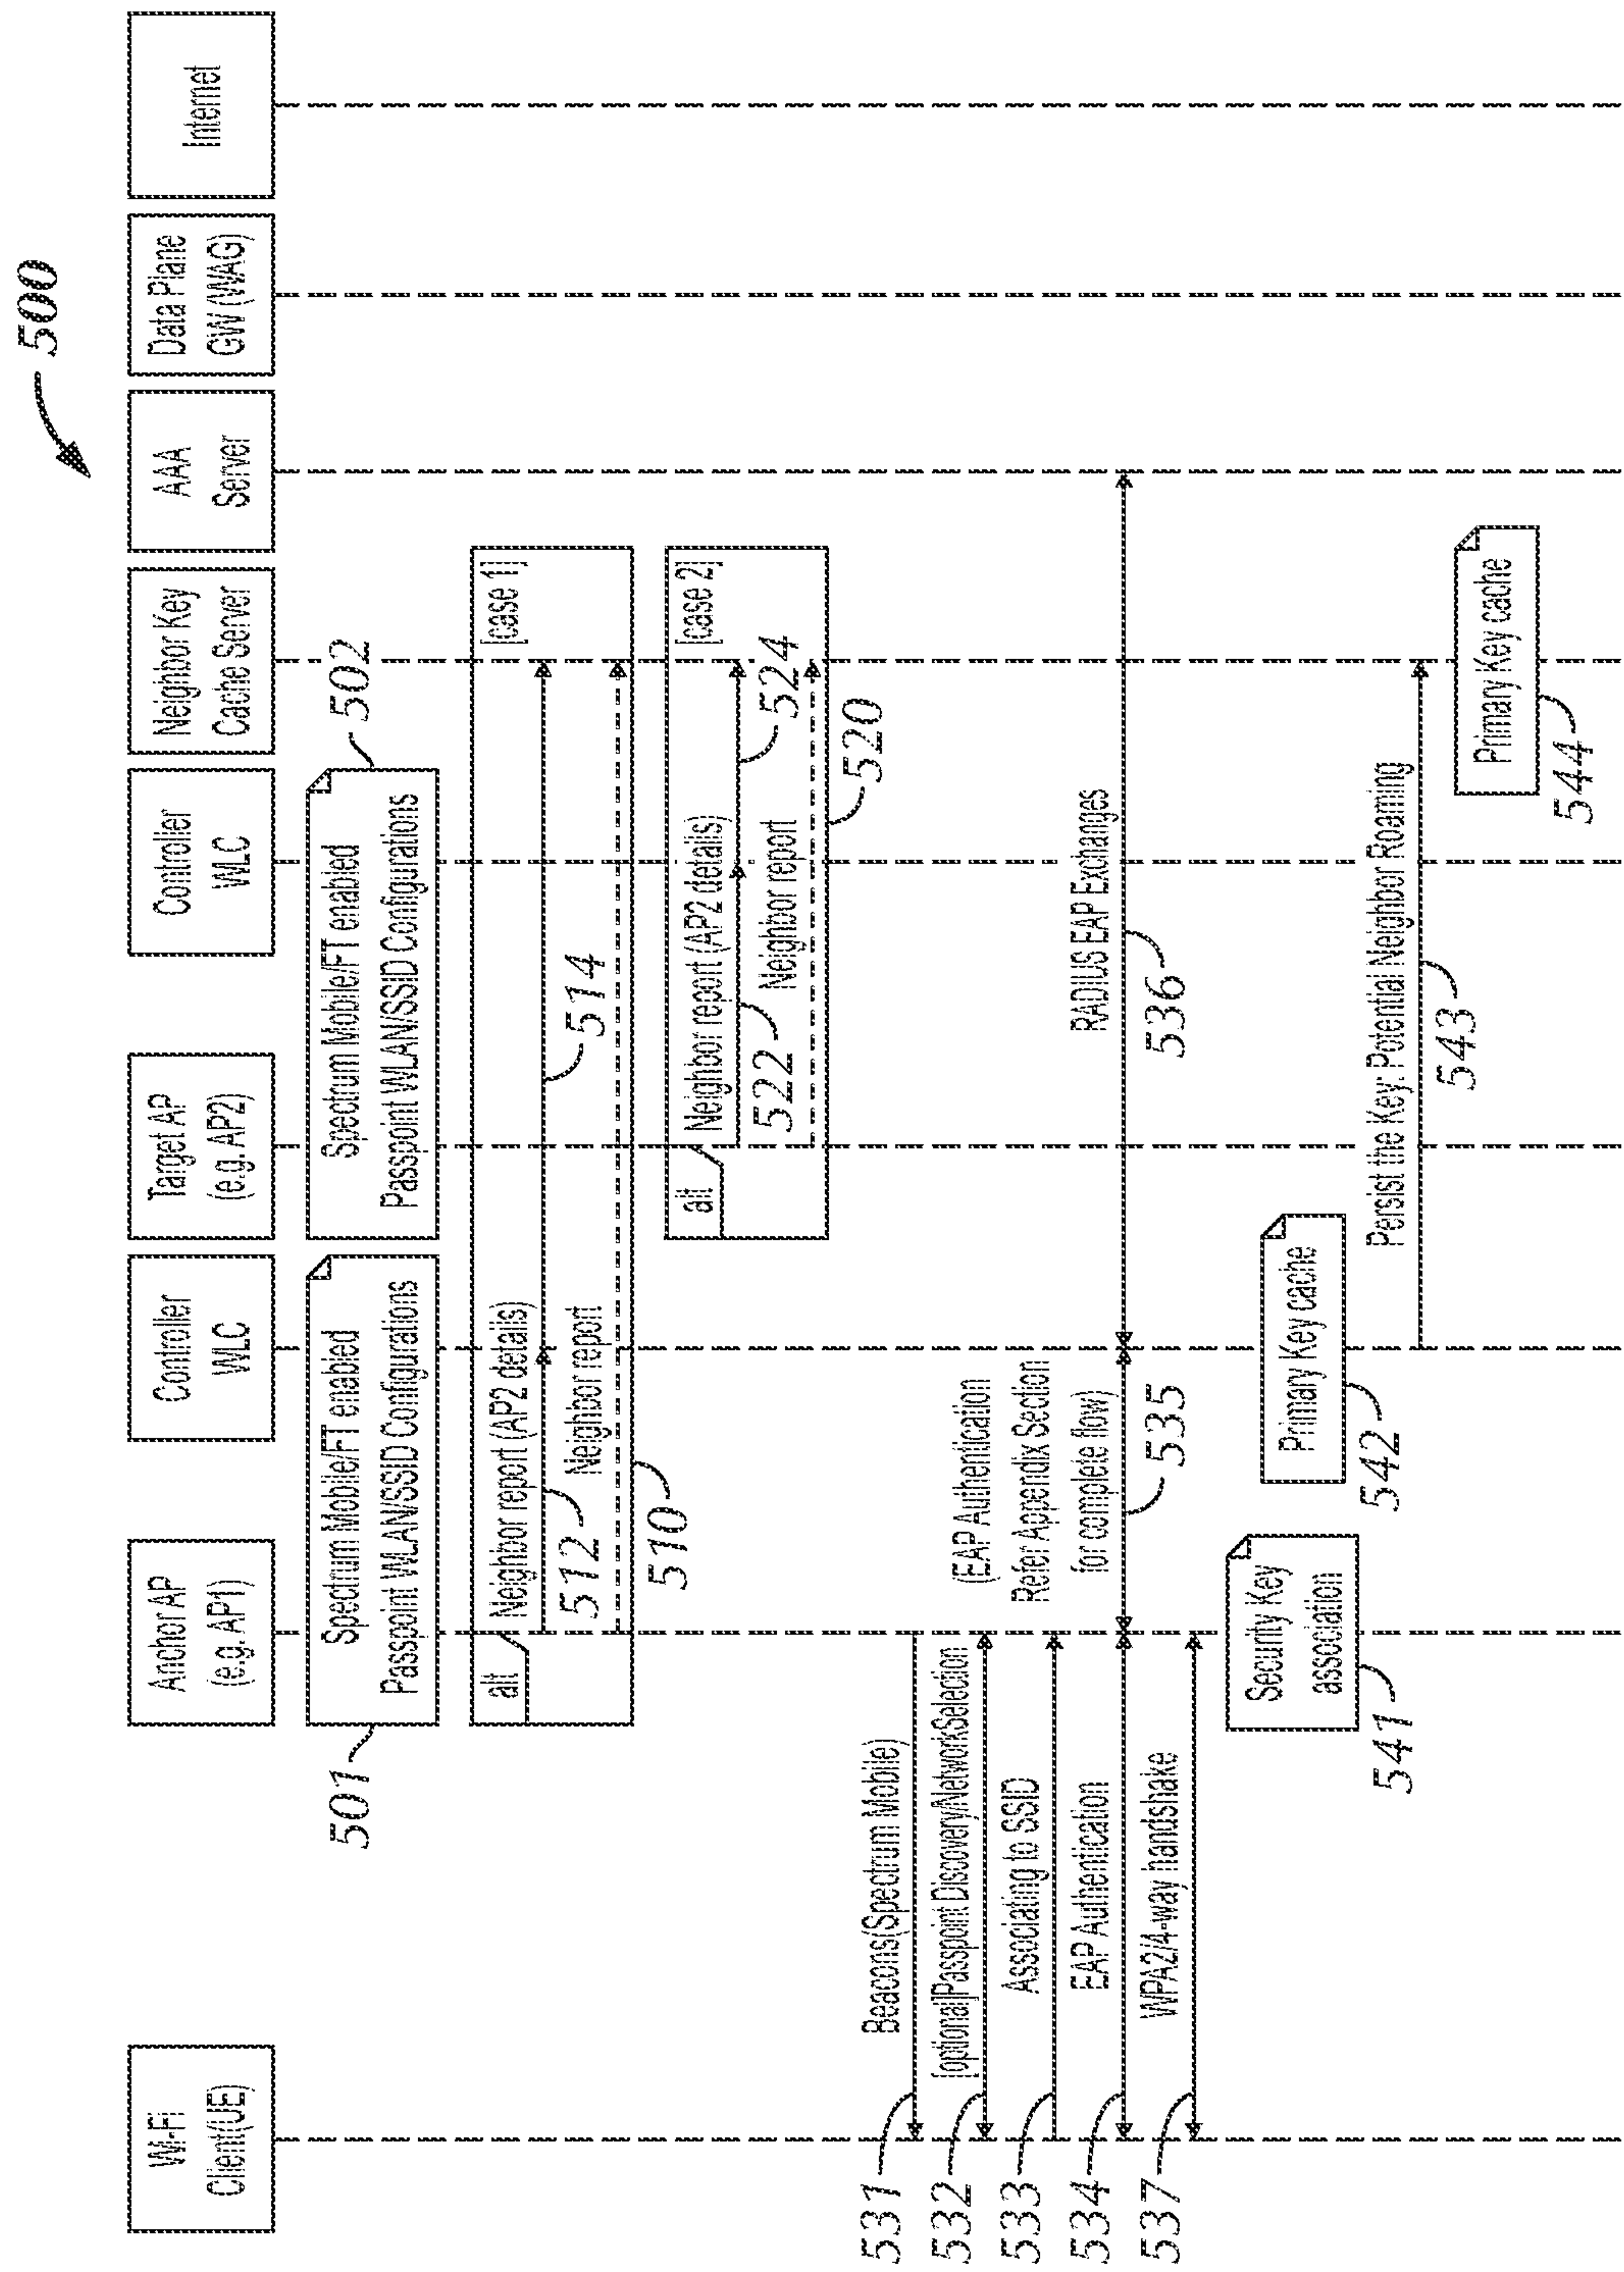 500
Wi-Fi
Client(UE)
Anchor AP
(e.g. AP1)
Controller
WLC
Target AP
(e.g. AP2)
Controller
WLC
Neighbor Key
Cache Server
AAA
Server
Data Plane
GW (WAG)
Internet
501
Spectrum Mobile/FT enabled
Passpoint WLAN/SSID Configurations
Spectrum Mobile/FT enabled
Passpoint WLAN/SSID Configurations
502
alt
[case 1]
Neighbor report (AP2 details)
512
514
Neighbor report
510
alt
[case 2]
Neighbor report (AP2 details)
522
524
Neighbor report
520
531
Beacons(Spectrum Mobile)
532
[optional]Passpoint Discovery/NetworkSelection
533
Associating to SSID
534
EAP Authentication
(EAP Authentication
Refer Appendix Section
for complete flow)
535
RADIUS EAP Exchanges
536
537
WPA2/4-way handshake
Security Key
association
541
Primary Key cache
542
Persist the Key: Potential Neighbor Roaming
543
Primary Key cache
544